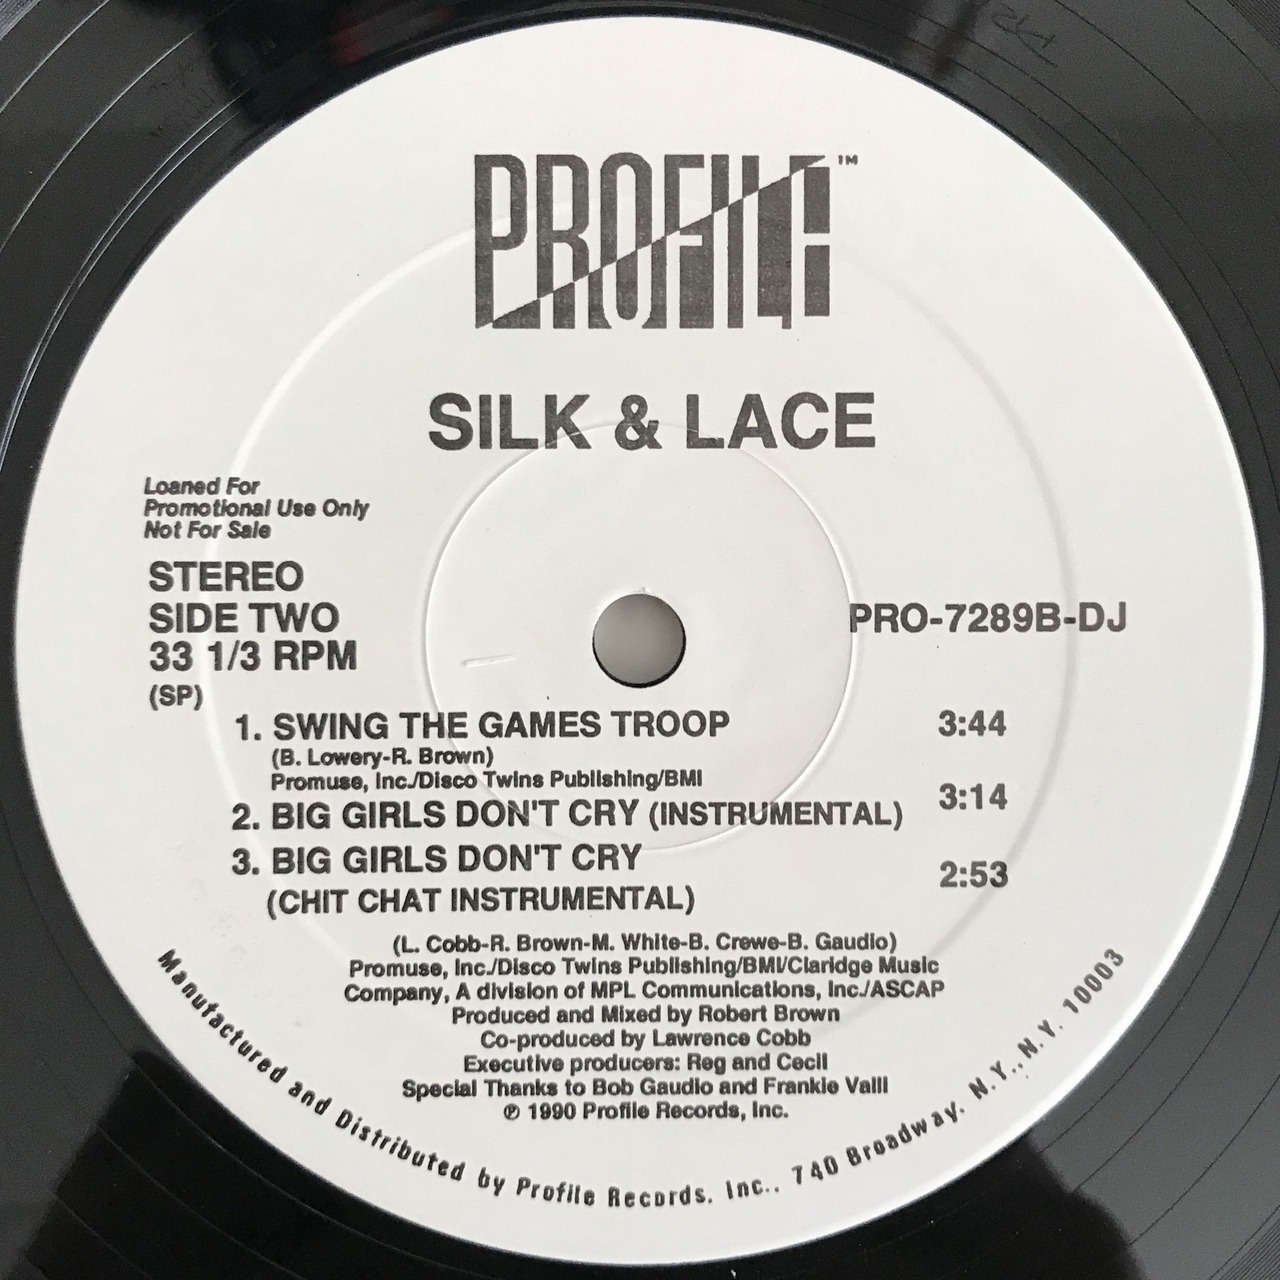 PROFILE™
SILK & LACE
Loaned For
Promotional Use Only
Not For Sale
STEREO
SIDE TWO
33 1/3 RPM
(SP)
PRO-7289B-DJ
1. SWING THE GAMES TROOP 3:44
(B. Lowery-R. Brown)
Promuse, Inc./Disco Twins Publishing/BMI
2. BIG GIRLS DON'T CRY (INSTRUMENTAL) 3:14
3. BIG GIRLS DON'T CRY 2:53
(CHIT CHAT INSTRUMENTAL)
(L. Cobb-R. Brown-M. White-B. Crewe-B. Gaudio)
Promuse, Inc./Disco Twins Publishing/BMI/Claridge Music
Company, A division of MPL Communications, Inc./ASCAP
Produced and Mixed by Robert Brown
Co-produced by Lawrence Cobb
Executive producers: Reg and Cecil
Special Thanks to Bob Gaudio and Frankie Valli
℗ 1990 Profile Records, Inc.
Manufactured and Distributed by Profile Records, Inc., 740 Broadway, N.Y., N.Y. 10003